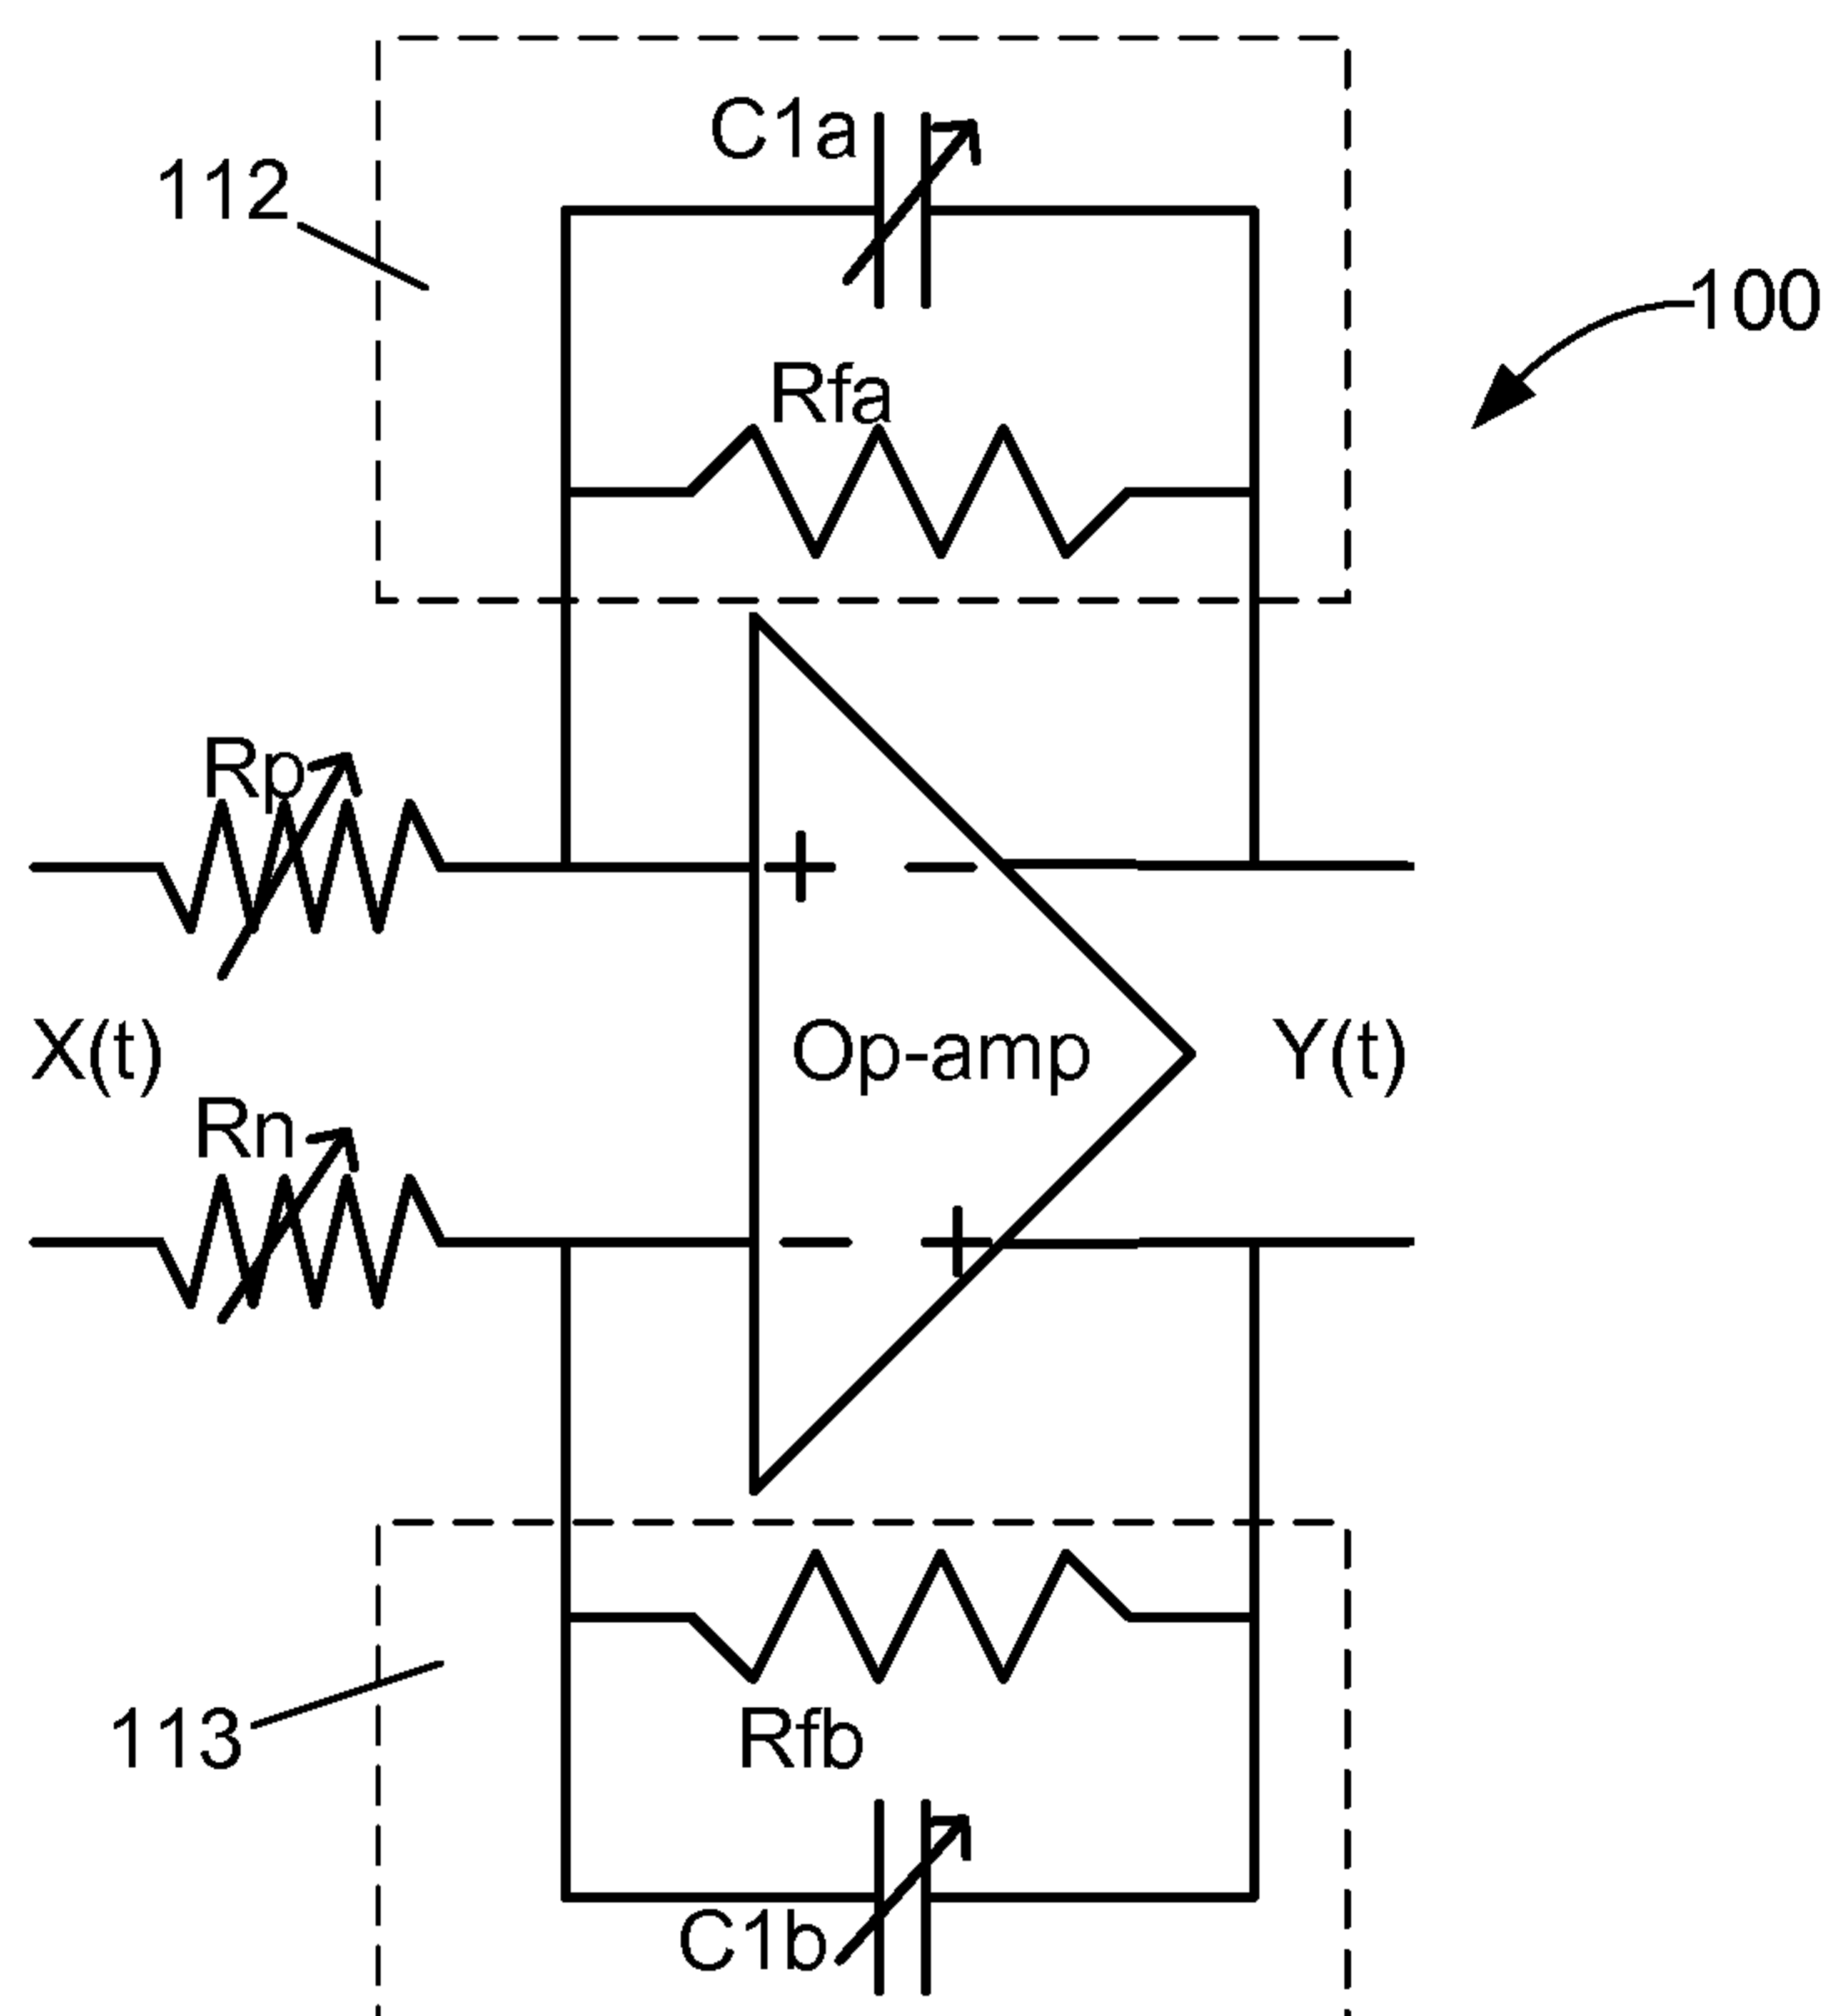 C1a
112
100
Rfa
Rp
+ −
X(t)
Op-amp
Y(t)
Rn
− +
113
Rfb
C1b